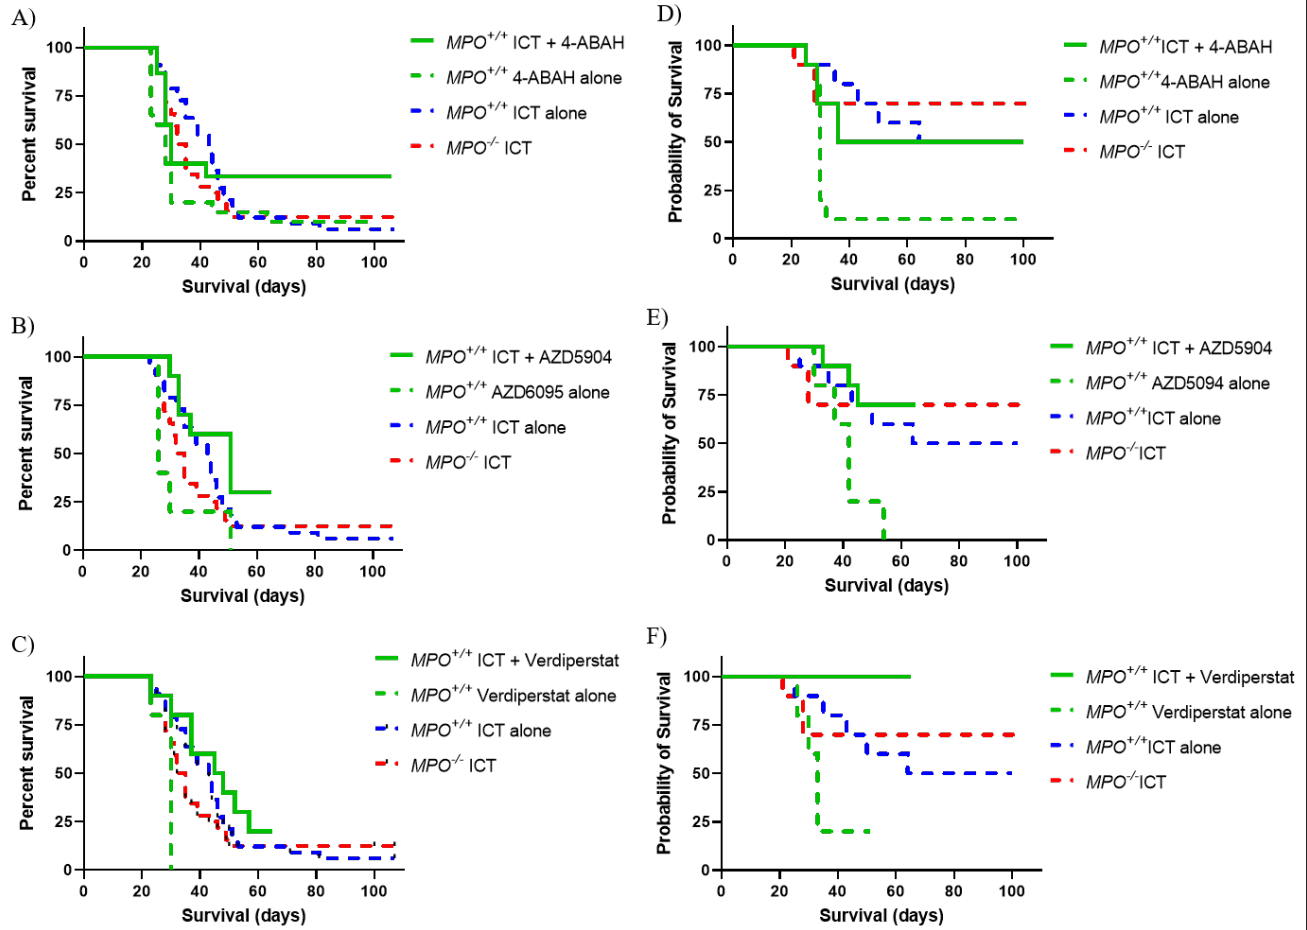 A)
Percent survival
100
75
50
25
0
0 20 40 60 80 100
Survival (days)
MPO+/+ ICT + 4-ABAH
MPO+/+ 4-ABAH alone
MPO+/+ ICT alone
MPO-/- ICT
D)
Probability of Survival
100
75
50
25
0
0 20 40 60 80 100
Survival (days)
MPO+/+ICT + 4-ABAH
MPO+/+4-ABAH alone
MPO+/+ ICT alone
MPO-/- ICT
B)
Percent survival
100
75
50
25
0
0 20 40 60 80 100
Survival (days)
MPO+/+ ICT + AZD5904
MPO+/+ AZD6095 alone
MPO+/+ ICT alone
MPO-/- ICT
E)
Probability of Survival
100
75
50
25
0
0 20 40 60 80 100
Survival (days)
MPO+/+ ICT + AZD5904
MPO+/+ AZD5094 alone
MPO+/+ICT alone
MPO-/-ICT
C)
Percent survival
100
75
50
25
0
0 20 40 60 80 100
Survival (days)
MPO+/+ ICT + Verdiperstat
MPO+/+ Verdiperstat alone
MPO+/+ ICT alone
MPO-/- ICT
F)
Probability of Survival
100
75
50
25
0
0 20 40 60 80 100
Survival (days)
MPO+/+ ICT + Verdiperstat
MPO+/+ Verdiperstat alone
MPO+/+ICT alone
MPO-/-ICT